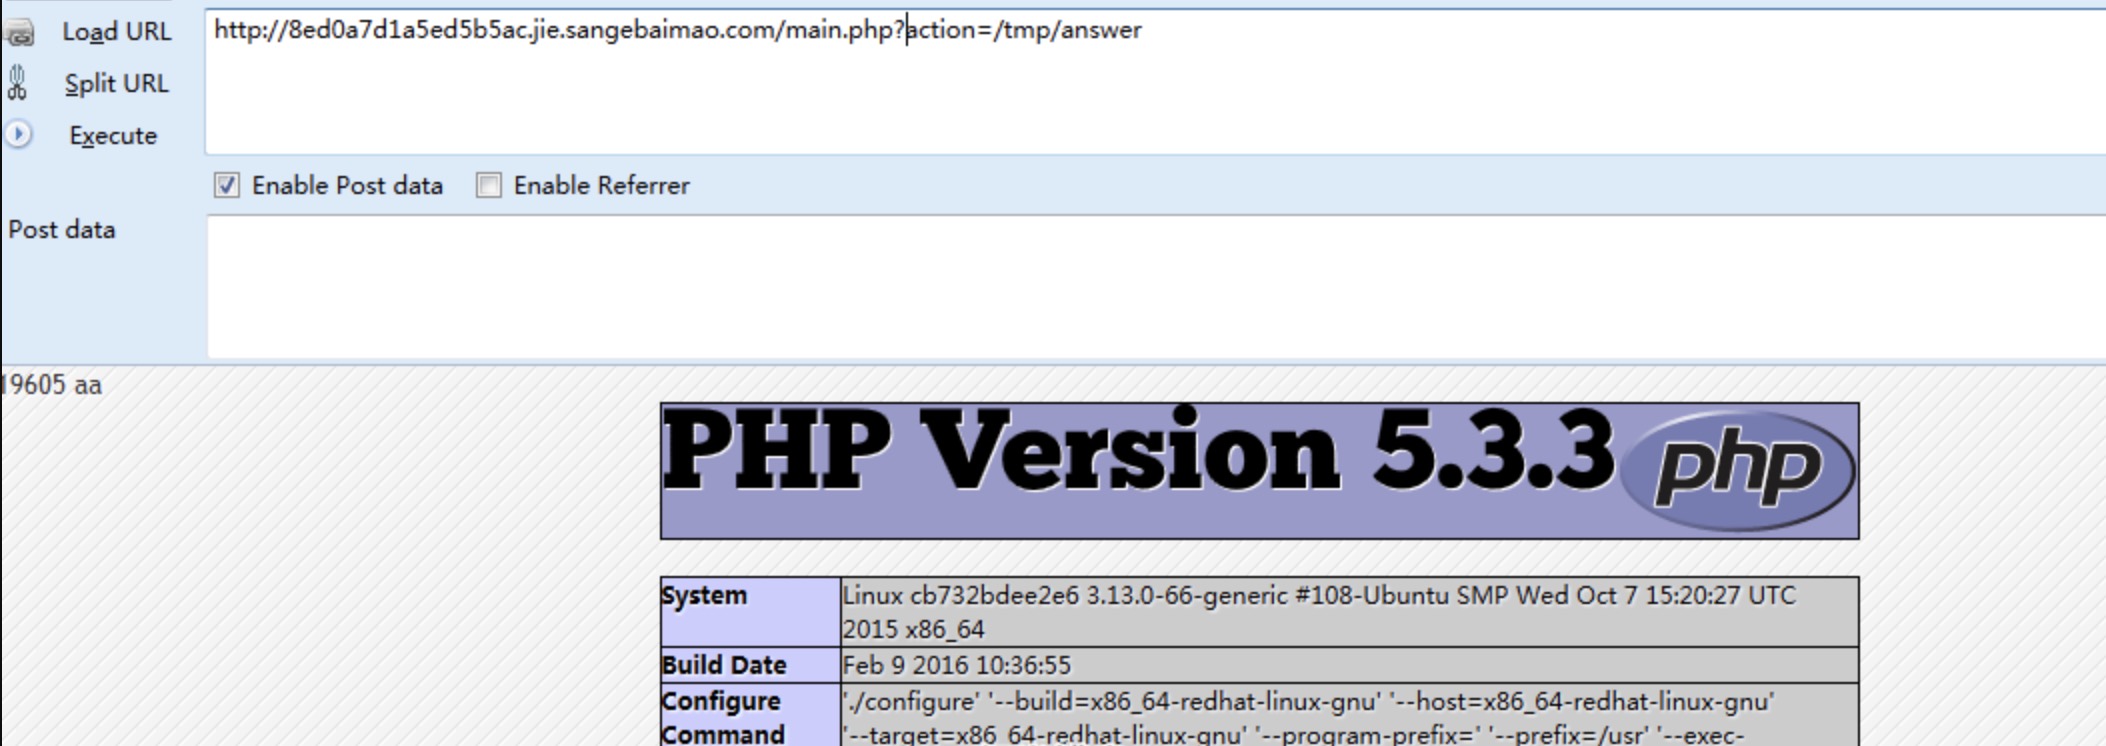 Load URL
http://8ed0a7d1a5ed5b5ac.jie.sangebaimao.com/main.php?action=/tmp/answer
Split URL
Execute
Enable Post data
Enable Referrer
Post data
19605 aa
PHP Version 5.3.3
php
System
Linux cb732bdee2e6 3.13.0-66-generic #108-Ubuntu SMP Wed Oct 7 15:20:27 UTC
2015 x86_64
Build Date
Feb 9 2016 10:36:55
Configure
Command
'./configure' '--build=x86_64-redhat-linux-gnu' '--host=x86_64-redhat-linux-gnu'
'--target=x86_64-redhat-linux-gnu' '--program-prefix=' '--prefix=/usr' '--exec-